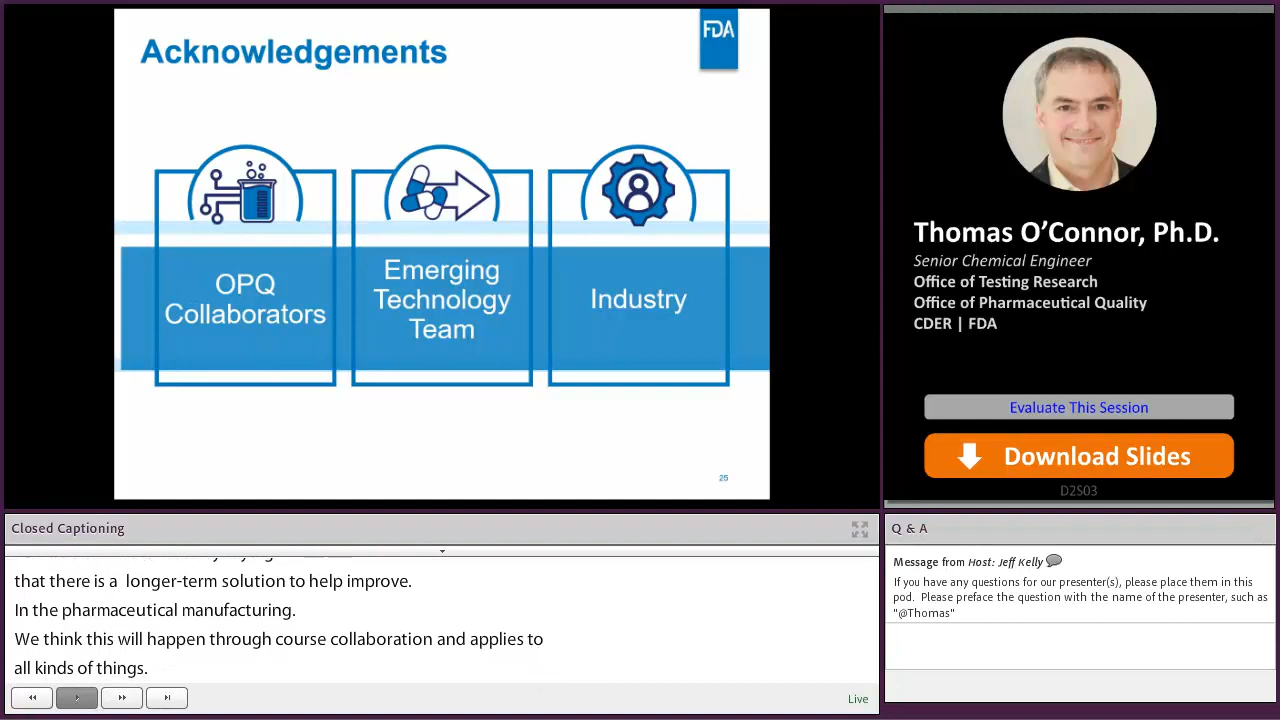 Acknowledgements
FDA
OPQ
Collaborators
Emerging
Technology
Team
Industry
25
Thomas O’Connor, Ph.D.
Senior Chemical Engineer
Office of Testing Research
Office of Pharmaceutical Quality
CDER | FDA
Evaluate This Session
Download Slides
D2S03
Closed Captioning
that there is a longer-term solution to help improve.
In the pharmaceutical manufacturing.
We think this will happen through course collaboration and applies to
all kinds of things.
Live
Q & A
Message from Host: Jeff Kelly
If you have any questions for our presenter(s), please place them in this
pod. Please preface the question with the name of the presenter, such as
"@Thomas"